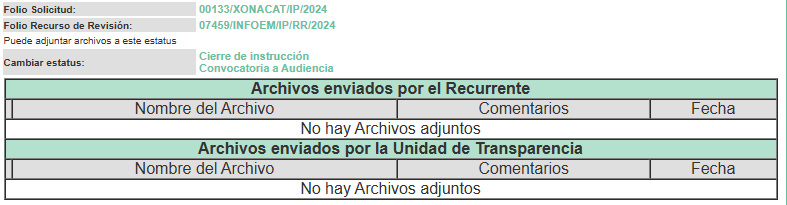 Folio Solicitud: 00133/XONACAT/IP/2024
Folio Recurso de Revisión: 07459/INFOEM/IP/RR/2024
Puede adjuntar archivos a este estatus
Cambiar estatus: Cierre de instrucción
Convocatoria a Audiencia
Archivos enviados por el Recurrente
Nombre del Archivo Comentarios Fecha
No hay Archivos adjuntos
Archivos enviados por la Unidad de Transparencia
Nombre del Archivo Comentarios Fecha
No hay Archivos adjuntos